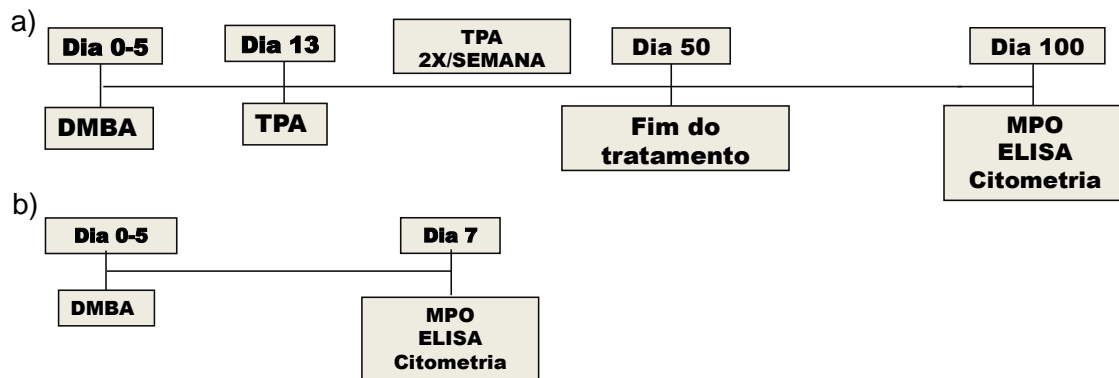 a)
Dia 0-5
Dia 13
TPA
2X/SEMANA
Dia 50
Dia 100
DMBA
TPA
Fim do
tratamento
MPO
ELISA
Citometria
b)
Dia 0-5
Dia 7
DMBA
MPO
ELISA
Citometria